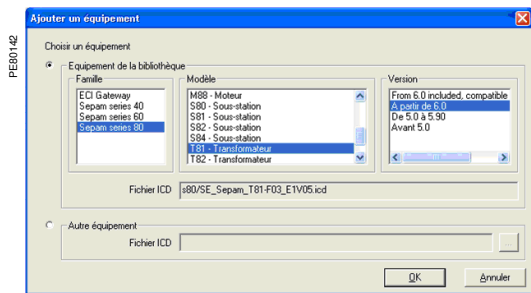 Ajouter un équipement
PE80142
Choisir un équipement
Equipement de la bibliothèque
Famille
ECI Gateway
Sepam series 40
Sepam series 60
Sepam series 80
Modèle
M88 - Moteur
S80 - Sous-station
S81 - Sous-station
S82 - Sous-station
S84 - Sous-station
T81 - Transformateur
T82 - Transformateur
Version
From 6.0 included, compatible
A partir de 6.0
De 5.0 à 5.90
Avant 5.0
Fichier ICD s80/SE_Sepam_T81-F03_E1V05.icd
Autre équipement
Fichier ICD ...
OK Annuler